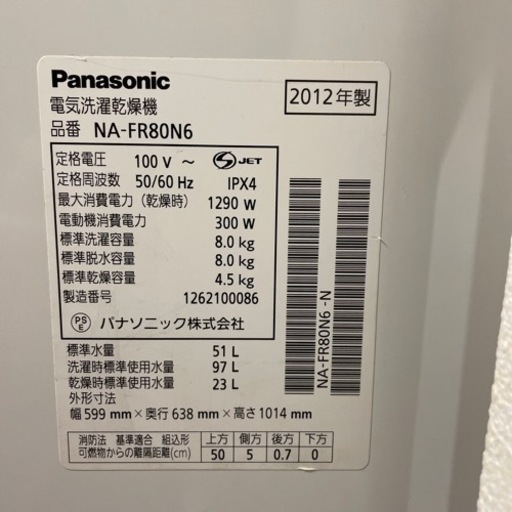 Panasonic
2012年製
電気洗濯乾燥機
品番 NA-FR80N6
定格電圧 100 V ～ S JET
定格周波数 50/60 Hz IPX4
最大消費電力（乾燥時） 1290 W
電動機消費電力 300 W
標準洗濯容量 8.0 kg
標準脱水容量 8.0 kg
標準乾燥容量 4.5 kg
製造番号 1262100086
PSE パナソニック株式会社
NA-FR80N6 -N
標準水量 51 L
洗濯時標準使用水量 97 L
乾燥時標準使用水量 23 L
外形寸法
幅 599 mm × 奥行 638 mm × 高さ 1014 mm
消防法 基準適合 組込形 上方 側方 後方 下方
可燃物からの離隔距離(cm) 50 5 0.7 0